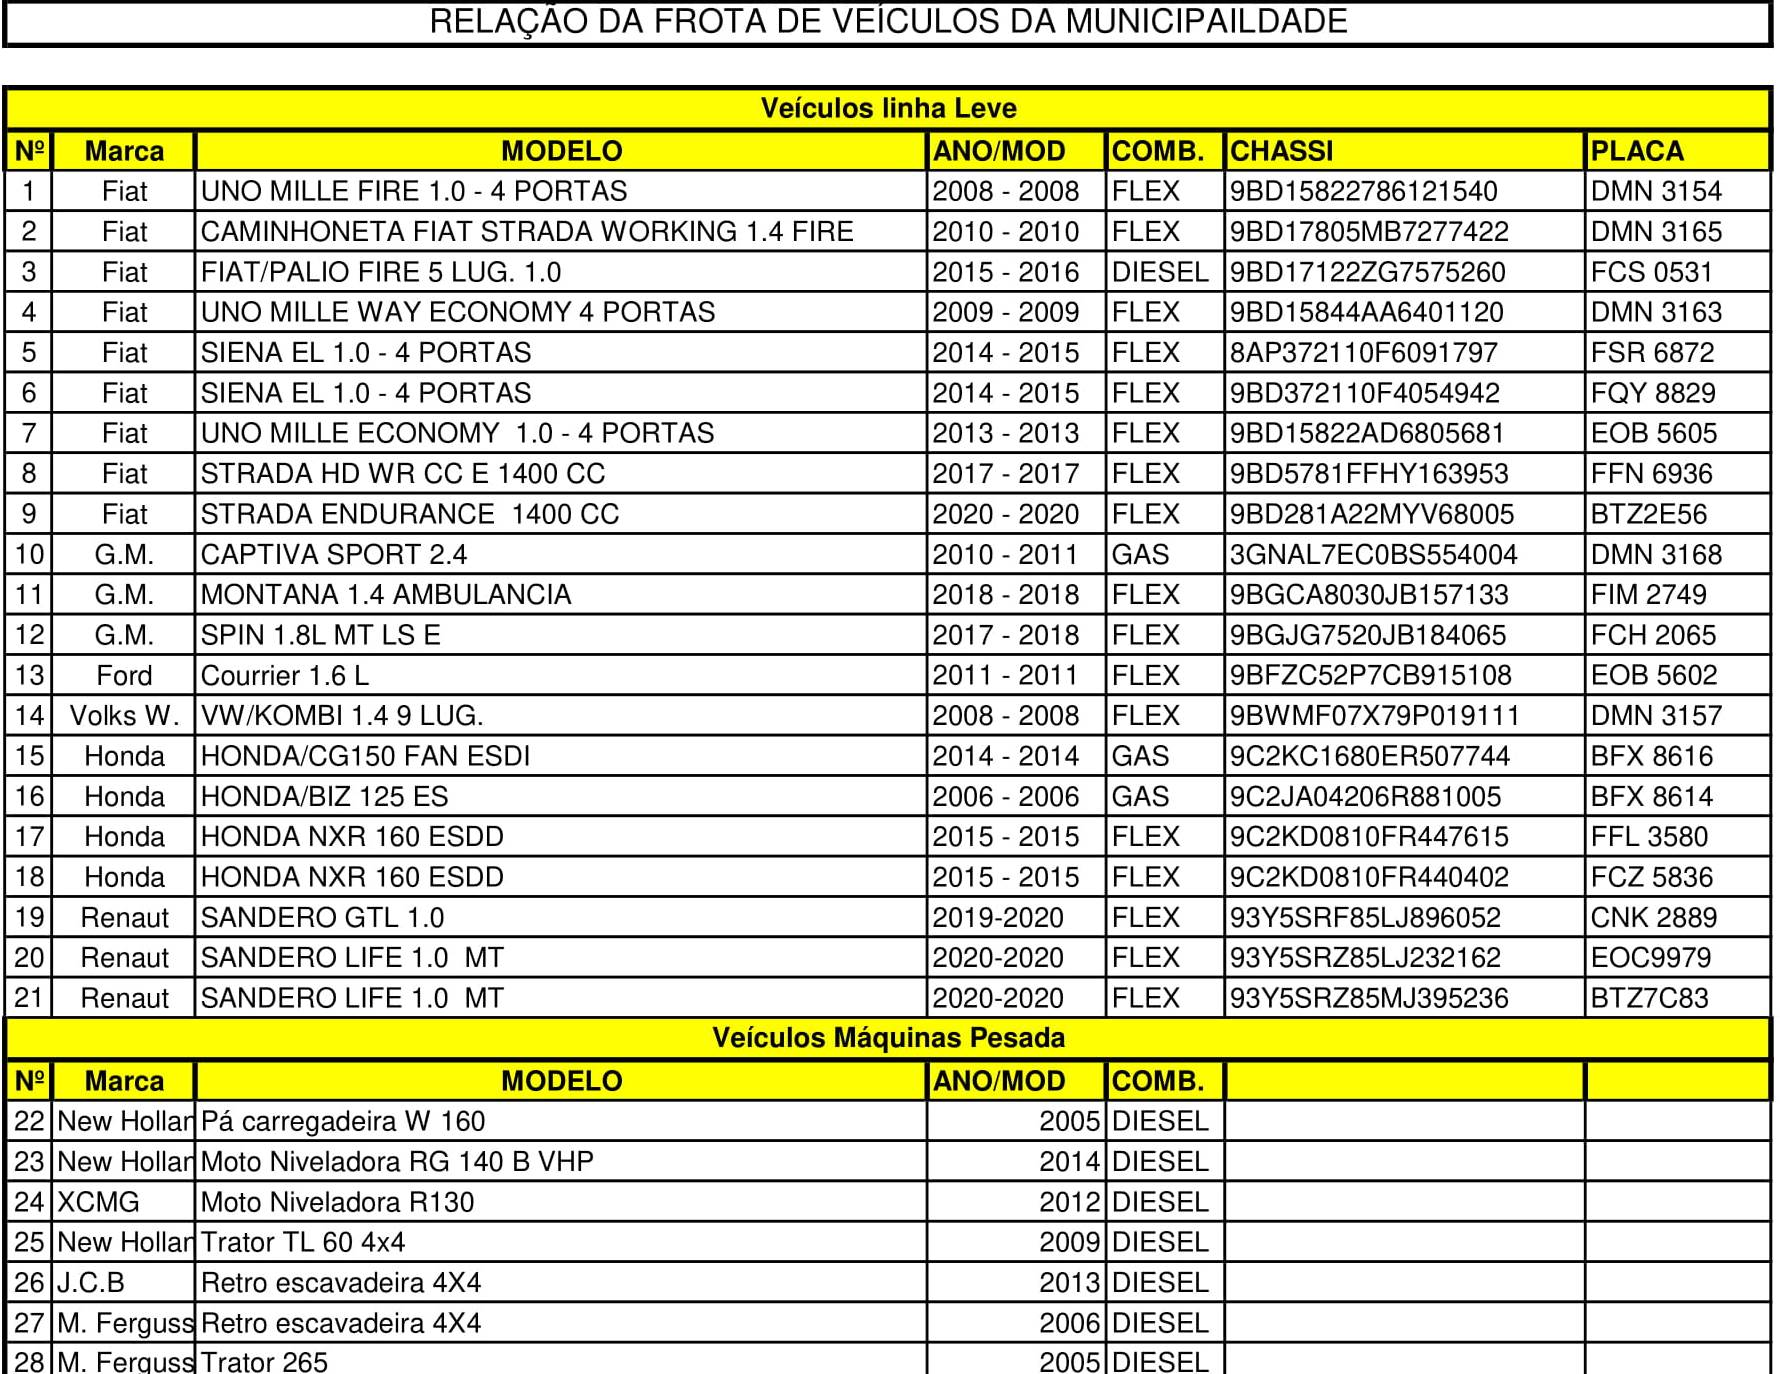 RELAÇÃO DA FROTA DE VEÍCULOS DA MUNICIPAILDADE
Veículos linha Leve
Nº Marca MODELO ANO/MOD COMB. CHASSI PLACA
1 Fiat UNO MILLE FIRE 1.0 - 4 PORTAS 2008 - 2008 FLEX 9BD15822786121540 DMN 3154
2 Fiat CAMINHONETA FIAT STRADA WORKING 1.4 FIRE 2010 - 2010 FLEX 9BD17805MB7277422 DMN 3165
3 Fiat FIAT/PALIO FIRE 5 LUG. 1.0 2015 - 2016 DIESEL 9BD17122ZG7575260 FCS 0531
4 Fiat UNO MILLE WAY ECONOMY 4 PORTAS 2009 - 2009 FLEX 9BD15844AA6401120 DMN 3163
5 Fiat SIENA EL 1.0 - 4 PORTAS 2014 - 2015 FLEX 8AP372110F6091797 FSR 6872
6 Fiat SIENA EL 1.0 - 4 PORTAS 2014 - 2015 FLEX 9BD372110F4054942 FQY 8829
7 Fiat UNO MILLE ECONOMY  1.0 - 4 PORTAS 2013 - 2013 FLEX 9BD15822AD6805681 EOB 5605
8 Fiat STRADA HD WR CC E 1400 CC 2017 - 2017 FLEX 9BD5781FFHY163953 FFN 6936
9 Fiat STRADA ENDURANCE  1400 CC 2020 - 2020 FLEX 9BD281A22MYV68005 BTZ2E56
10 G.M. CAPTIVA SPORT 2.4 2010 - 2011 GAS 3GNAL7EC0BS554004 DMN 3168
11 G.M. MONTANA 1.4 AMBULANCIA 2018 - 2018 FLEX 9BGCA8030JB157133 FIM 2749
12 G.M. SPIN 1.8L MT LS E 2017 - 2018 FLEX 9BGJG7520JB184065 FCH 2065
13 Ford Courrier 1.6 L 2011 - 2011 FLEX 9BFZC52P7CB915108 EOB 5602
14 Volks W. VW/KOMBI 1.4 9 LUG. 2008 - 2008 FLEX 9BWMF07X79P019111 DMN 3157
15 Honda HONDA/CG150 FAN ESDI 2014 - 2014 GAS 9C2KC1680ER507744 BFX 8616
16 Honda HONDA/BIZ 125 ES 2006 - 2006 GAS 9C2JA04206R881005 BFX 8614
17 Honda HONDA NXR 160 ESDD 2015 - 2015 FLEX 9C2KD0810FR447615 FFL 3580
18 Honda HONDA NXR 160 ESDD 2015 - 2015 FLEX 9C2KD0810FR440402 FCZ 5836
19 Renaut SANDERO GTL 1.0 2019-2020 FLEX 93Y5SRF85LJ896052 CNK 2889
20 Renaut SANDERO LIFE 1.0  MT 2020-2020 FLEX 93Y5SRZ85LJ232162 EOC9979
21 Renaut SANDERO LIFE 1.0  MT 2020-2020 FLEX 93Y5SRZ85MJ395236 BTZ7C83
Veículos Máquinas Pesada
Nº Marca MODELO ANO/MOD COMB.
22 New Hollan Pá carregadeira W 160 2005 DIESEL
23 New Hollan Moto Niveladora RG 140 B VHP 2014 DIESEL
24 XCMG Moto Niveladora R130 2012 DIESEL
25 New Hollan Trator TL 60 4x4 2009 DIESEL
26 J.C.B Retro escavadeira 4X4 2013 DIESEL
27 M. Ferguss Retro escavadeira 4X4 2006 DIESEL
28 M. Ferguss Trator 265 2005 DIESEL